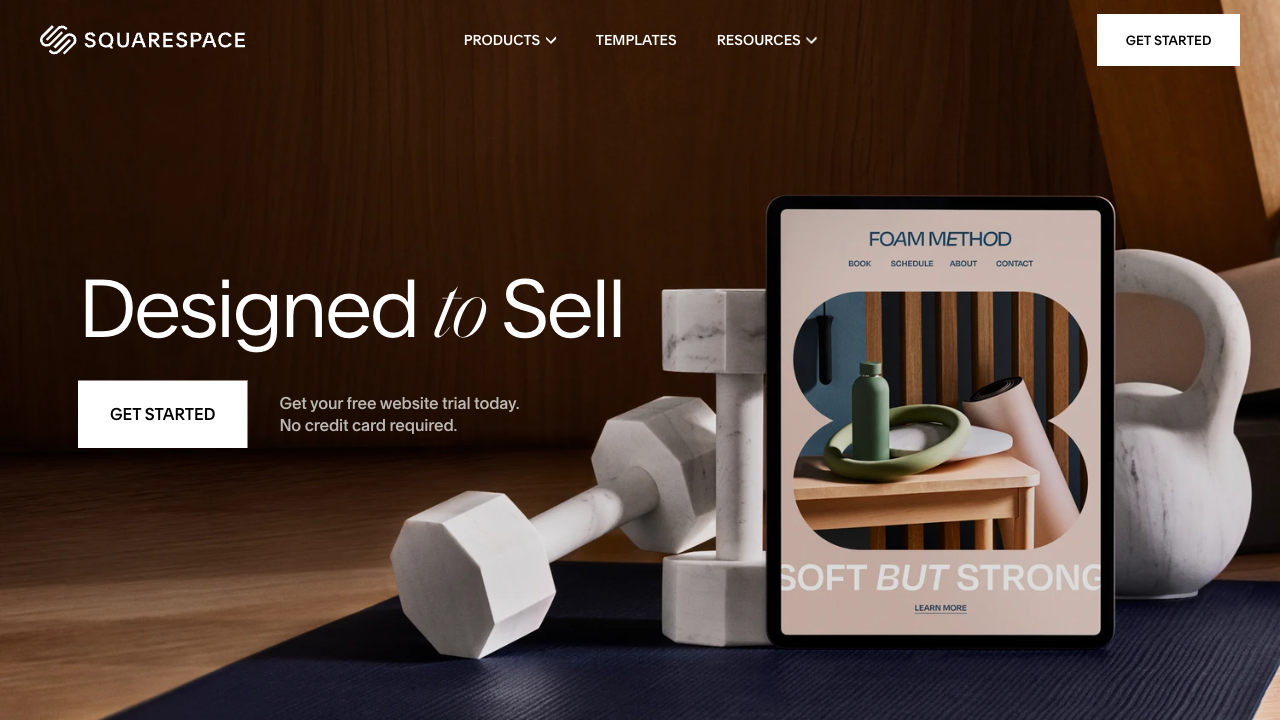 SQUARESPACE
PRODUCTS
TEMPLATES
RESOURCES
GET STARTED
Designed to Sell
GET STARTED
Get your free website trial today.
No credit card required.
FOAM METHOD
BOOK SCHEDULE ABOUT CONTACT
SOFT BUT STRONG
LEARN MORE